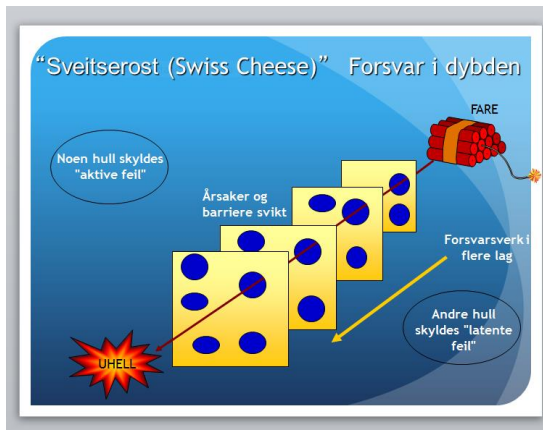 “Sveitserost (Swiss Cheese)” Forsvar i dybden
FARE
Noen hull skyldes
"aktive feil"
Årsaker og
barriere svikt
Forsvarsverk i
flere lag
Andre hull
skyldes "latente
feil"
UHELL